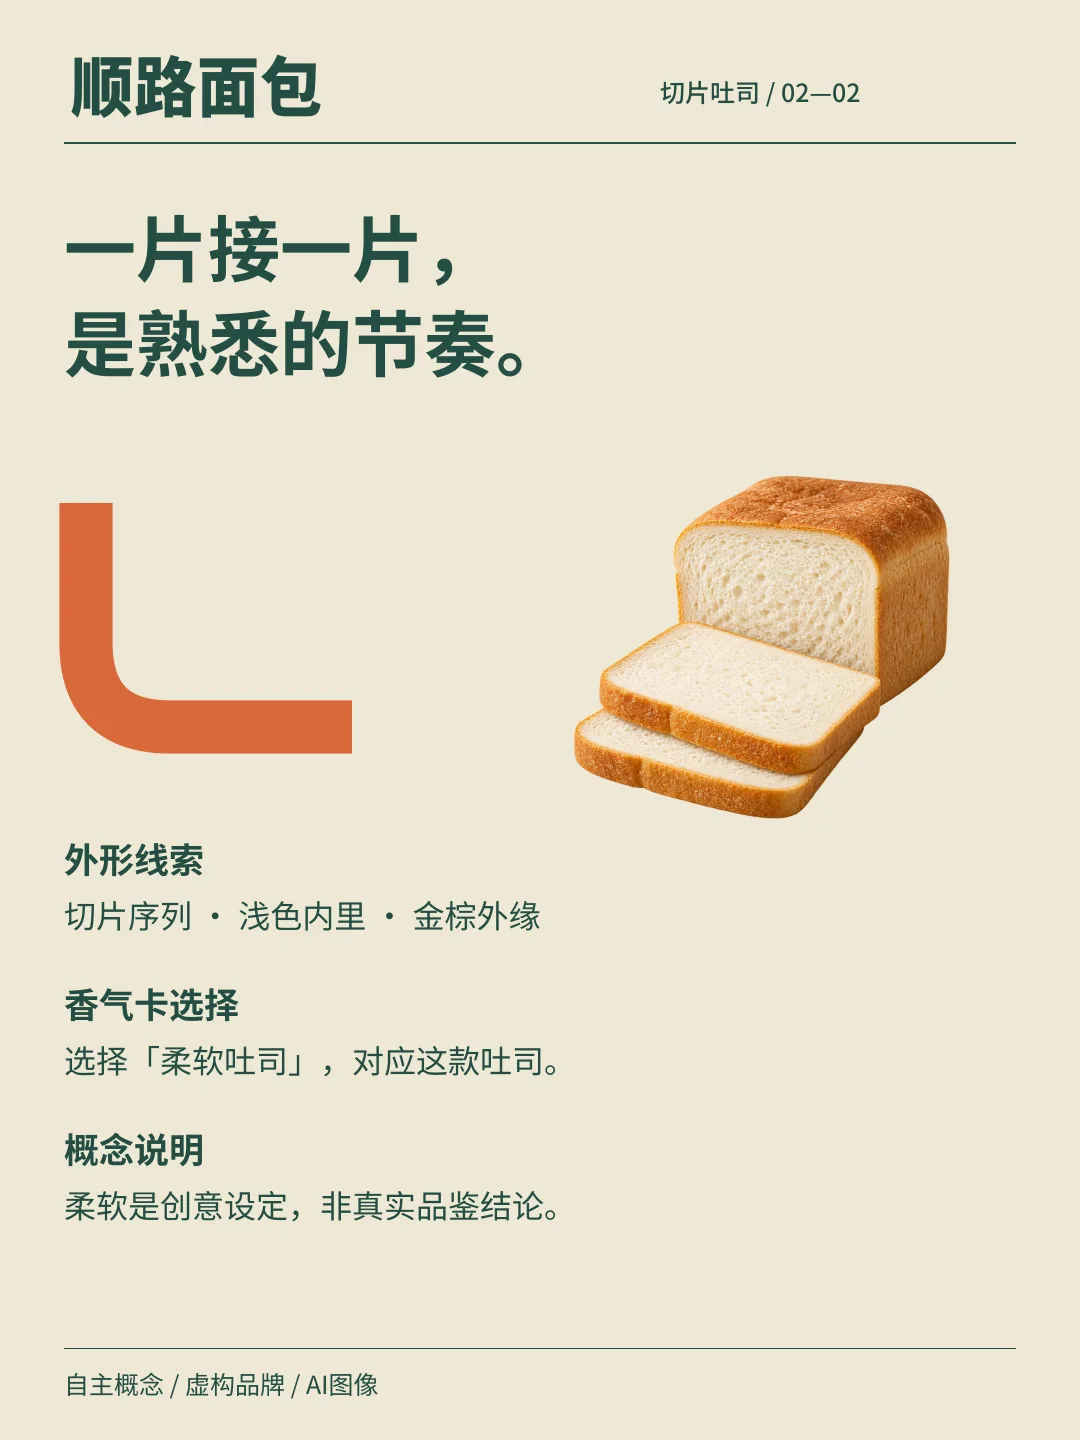 顺路面包
切片吐司 / 02—02
一片接一片，
是熟悉的节奏。
外形线索
切片序列 · 浅色内里 · 金棕外缘
香气卡选择
选择「柔软吐司」，对应这款吐司。
概念说明
柔软是创意设定，非真实品鉴结论。
自主概念 / 虚构品牌 / AI图像